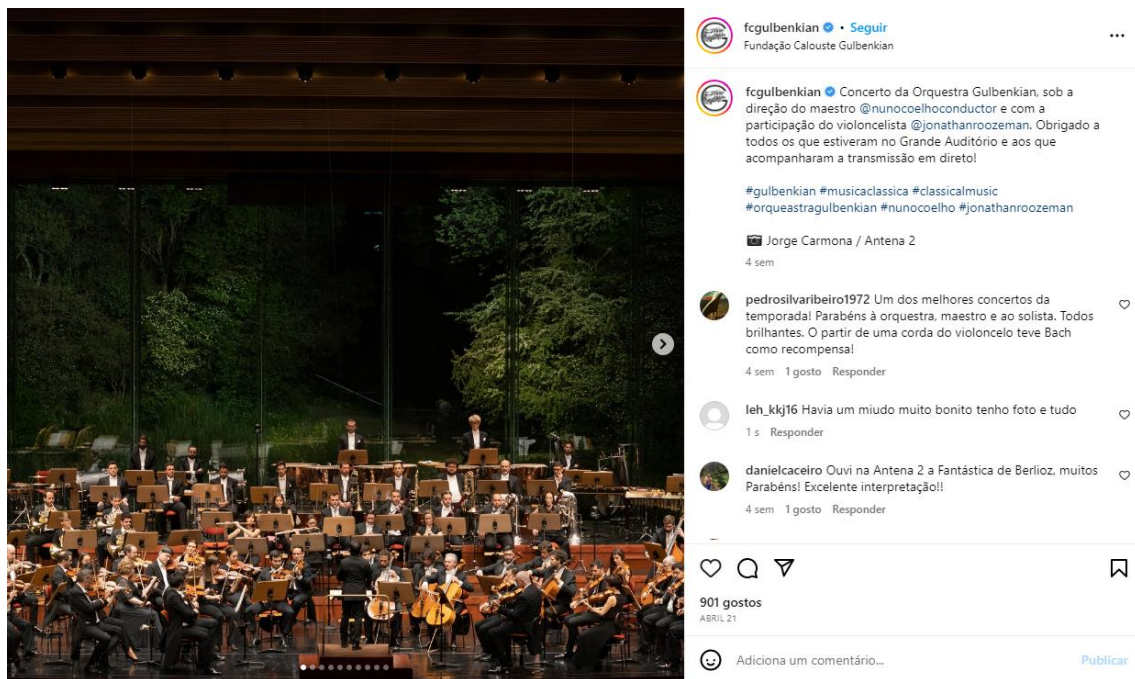 fcgulbenkian • Seguir
Fundação Calouste Gulbenkian
fcgulbenkian Concerto da Orquestra Gulbenkian, sob a
direção do maestro @nunocoelhoconductor e com a
participação do violoncelista @jonathanroozeman. Obrigado a
todos os que estiveram no Grande Auditório e aos que
acompanharam a transmissão em direto!
#gulbenkian #musicaclassica #classicalmusic
#orqueastragulbenkian #nunocoelho #jonathanroozeman
Jorge Carmona / Antena 2
4 sem
pedrosilvaribeiro1972 Um dos melhores concertos da
temporada! Parabéns à orquestra, maestro e ao solista. Todos
brilhantes. O partir de uma corda do violoncelo teve Bach
como recompensa!
4 sem 1 gosto Responder
leh_kkj16 Havia um miudo muito bonito tenho foto e tudo
1 s Responder
danielcaceiro Ouvi na Antena 2 a Fantástica de Berlioz, muitos
Parabéns! Excelente interpretação!!
4 sem 1 gosto Responder
901 gostos
ABRIL 21
Adiciona um comentário...
Publicar